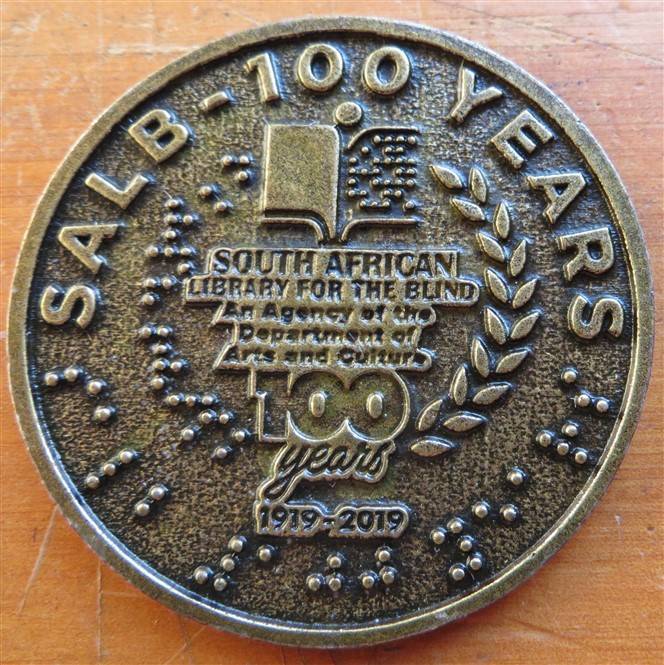 SALB - 100 YEARS
SOUTH AFRICAN
LIBRARY FOR THE BLIND
An Agency of the
Department of
Arts and Culture
100
years
1919-2019